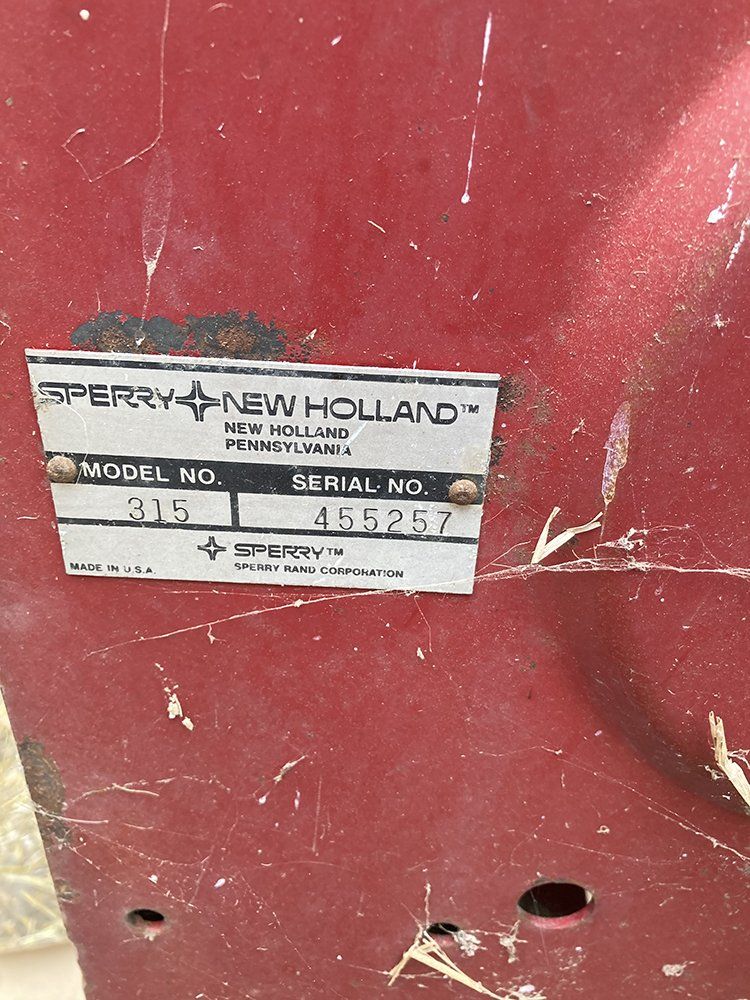 SPERRY NEW HOLLAND™
NEW HOLLAND
PENNSYLVANIA
MODEL NO. SERIAL NO.
315 455257
SPERRY™
MADE IN U.S.A. SPERRY RAND CORPORATION